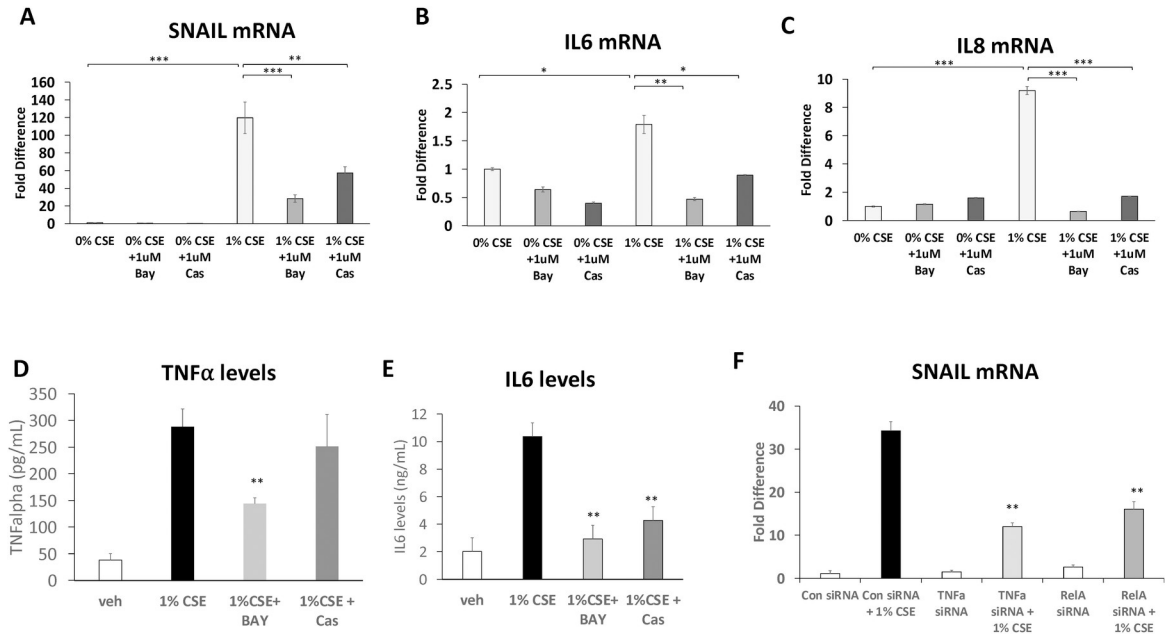 A
SNAIL mRNA
***
**
***
Fold Difference
160
140
120
100
80
60
40
20
0
0% CSE
0% CSE +1uM Bay
0% CSE +1uM Cas
1% CSE
1% CSE +1uM Bay
1% CSE +1uM Cas
B
IL6 mRNA
*
*
**
Fold Difference
2.5
2
1.5
1
0.5
0
0% CSE
0% CSE +1uM Bay
0% CSE +1uM Cas
1% CSE
1% CSE +1uM Bay
1% CSE +1uM Cas
C
IL8 mRNA
***
***
***
Fold Difference
10
8
6
4
2
0
0% CSE
0% CSE +1uM Bay
0% CSE +1uM Cas
1% CSE
1% CSE +1uM Bay
1% CSE +1uM Cas
D
TNFα levels
TNFalpha (pg/mL)
350
300
250
200
150
100
50
0
**
veh
1% CSE
1%CSE+ BAY
1%CSE + Cas
E
IL6 levels
IL6 levels (ng/mL)
12
10
8
6
4
2
0
**
**
veh
1% CSE
1%CSE+ BAY
1%CSE + Cas
F
SNAIL mRNA
Fold Difference
40
30
20
10
0
**
**
Con siRNA
Con siRNA + 1% CSE
TNFa siRNA
TNFa siRNA + 1% CSE
RelA siRNA
RelA siRNA + 1% CSE